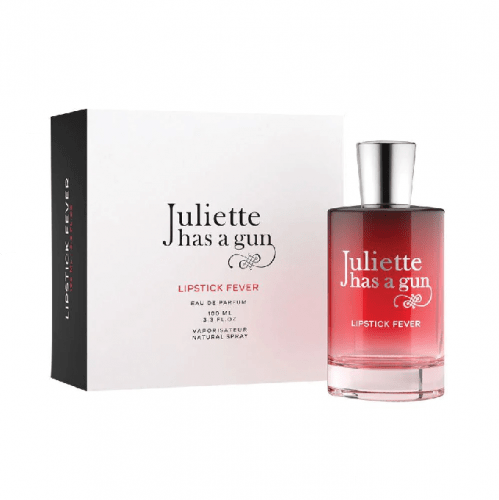 LIPSTICK FEVER
Juliette
has a gun
LIPSTICK FEVER
EAU DE PARFUM
100 ML
3.3 FL.OZ
VAPORISATEUR
NATURAL SPRAY
Juliette
has a gun
LIPSTICK FEVER